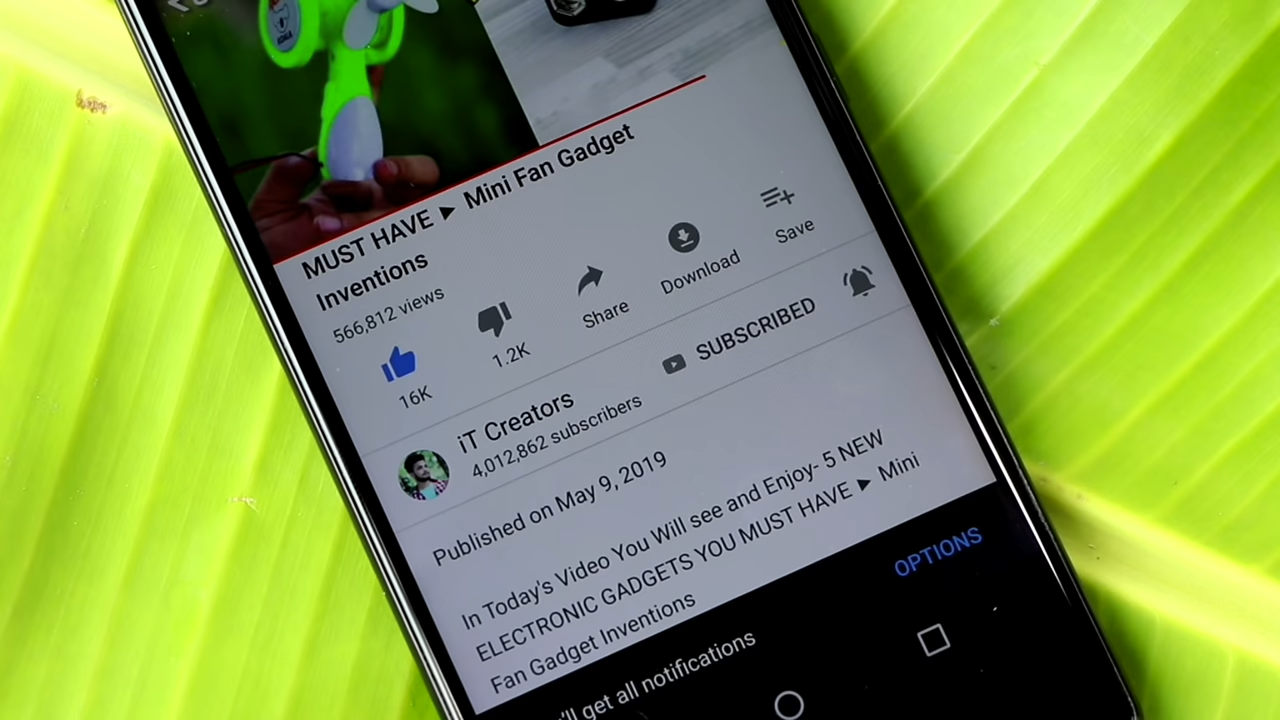 MUST HAVE ► Mini Fan Gadget
Inventions
566,812 views
16K
1.2K
Share
Download
Save
iT Creators
4,012,862 subscribers
SUBSCRIBED
Published on May 9, 2019
In Today's Video You Will see and Enjoy- 5 NEW
ELECTRONIC GADGETS YOU MUST HAVE ► Mini
Fan Gadget Inventions
'll get all notifications
OPTIONS